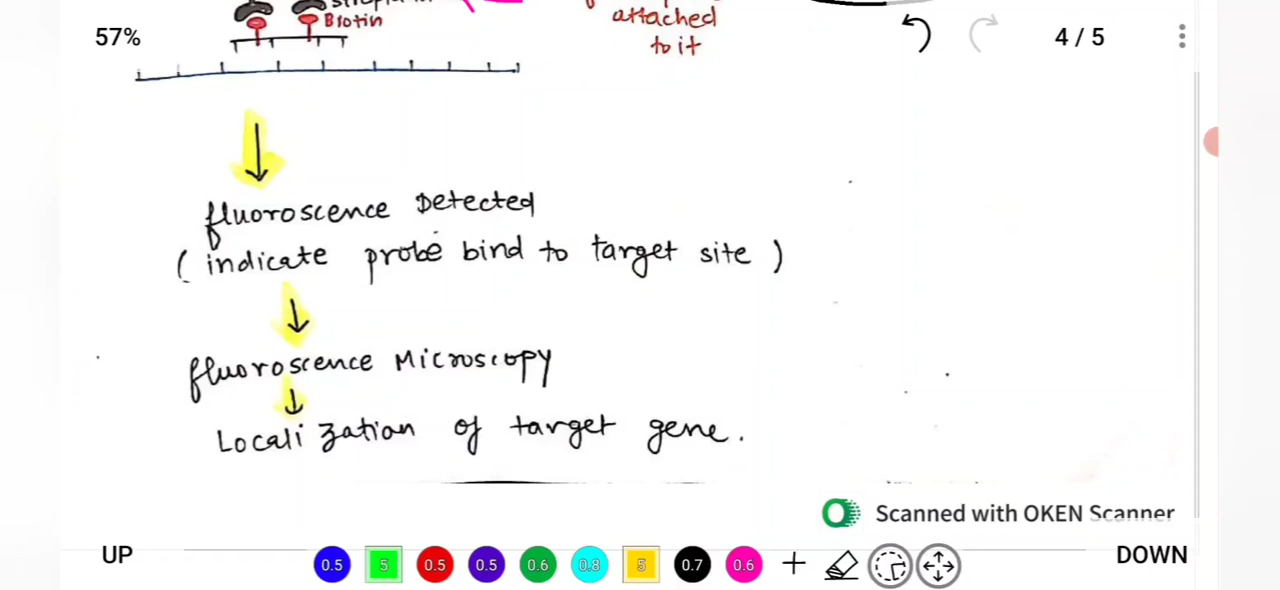 Biotin
attached
to it
57%
4 / 5
fluoroscence Detected
( indicate probe bind to target site )
fluoroscence Microscopy
Localization of target gene.
Scanned with OKEN Scanner
UP
0.5 5 0.5 0.5 0.6 0.8 5 0.7 0.6
DOWN